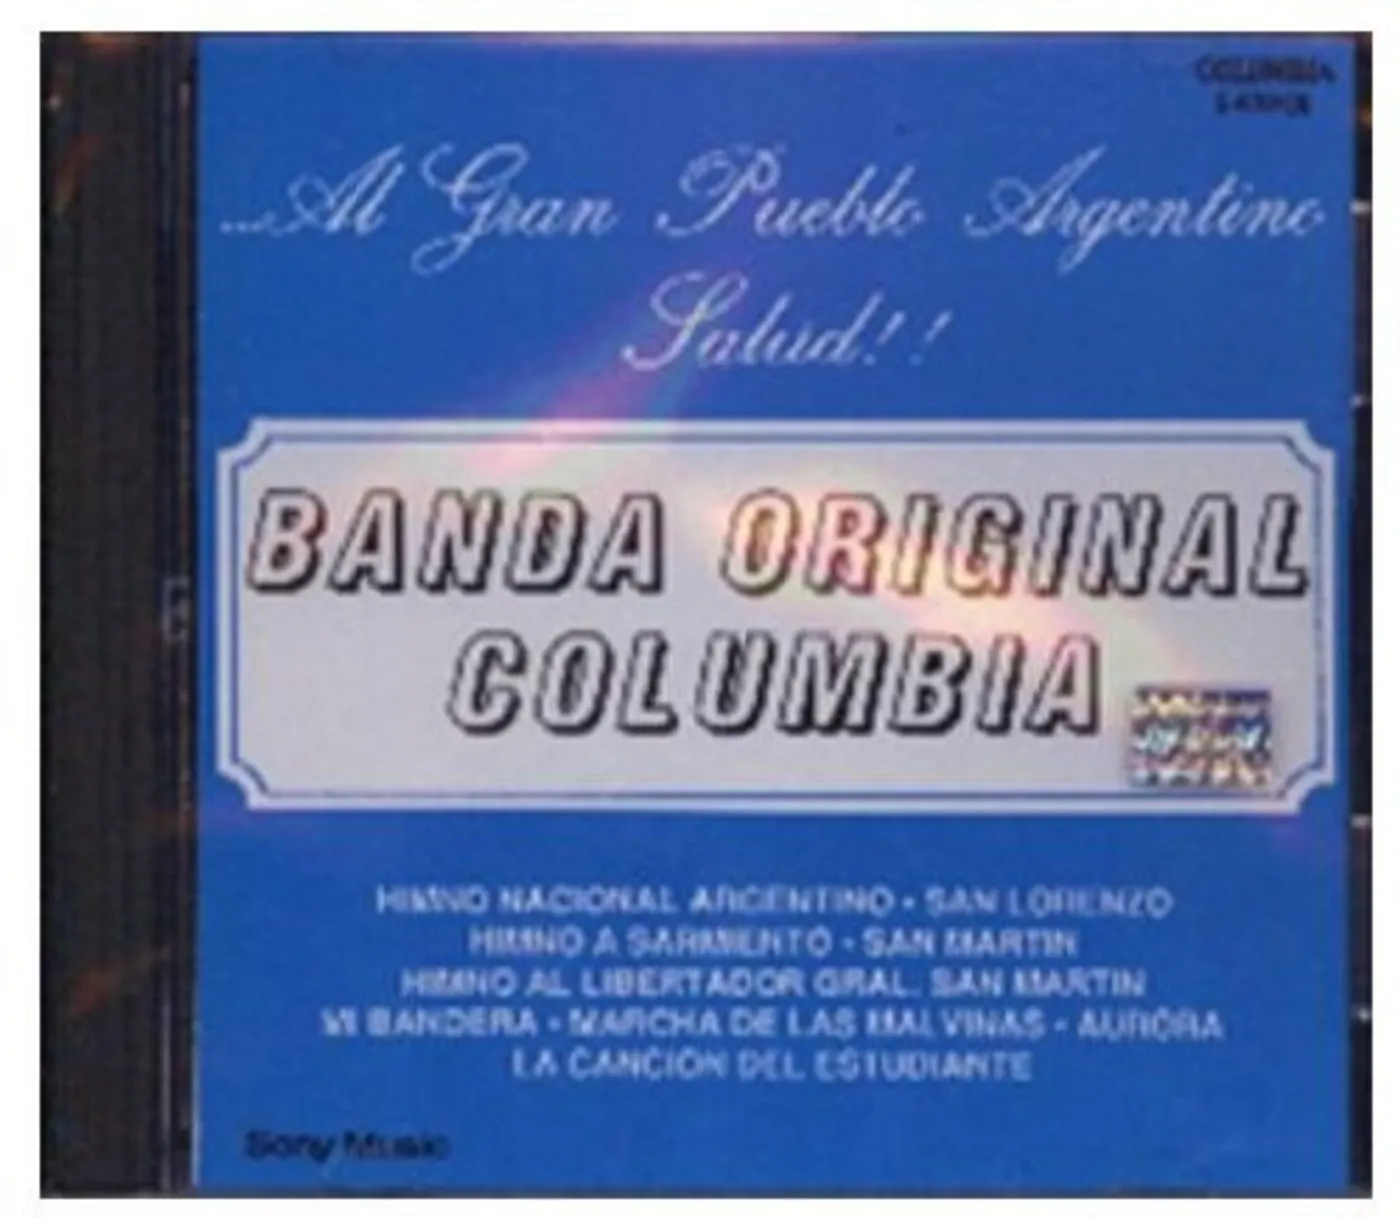 COLUMBIA
...Al Gran Pueblo Argentino
Salud!!
BANDA ORIGINAL
COLUMBIA
HIMNO NACIONAL ARGENTINO • SAN LORENZO
HIMNO A SARMIENTO • SAN MARTIN
HIMNO AL LIBERTADOR GRAL. SAN MARTIN
MI BANDERA • MARCHA DE LAS MALVINAS • AURORA
LA CANCION DEL ESTUDIANTE
Sony Music